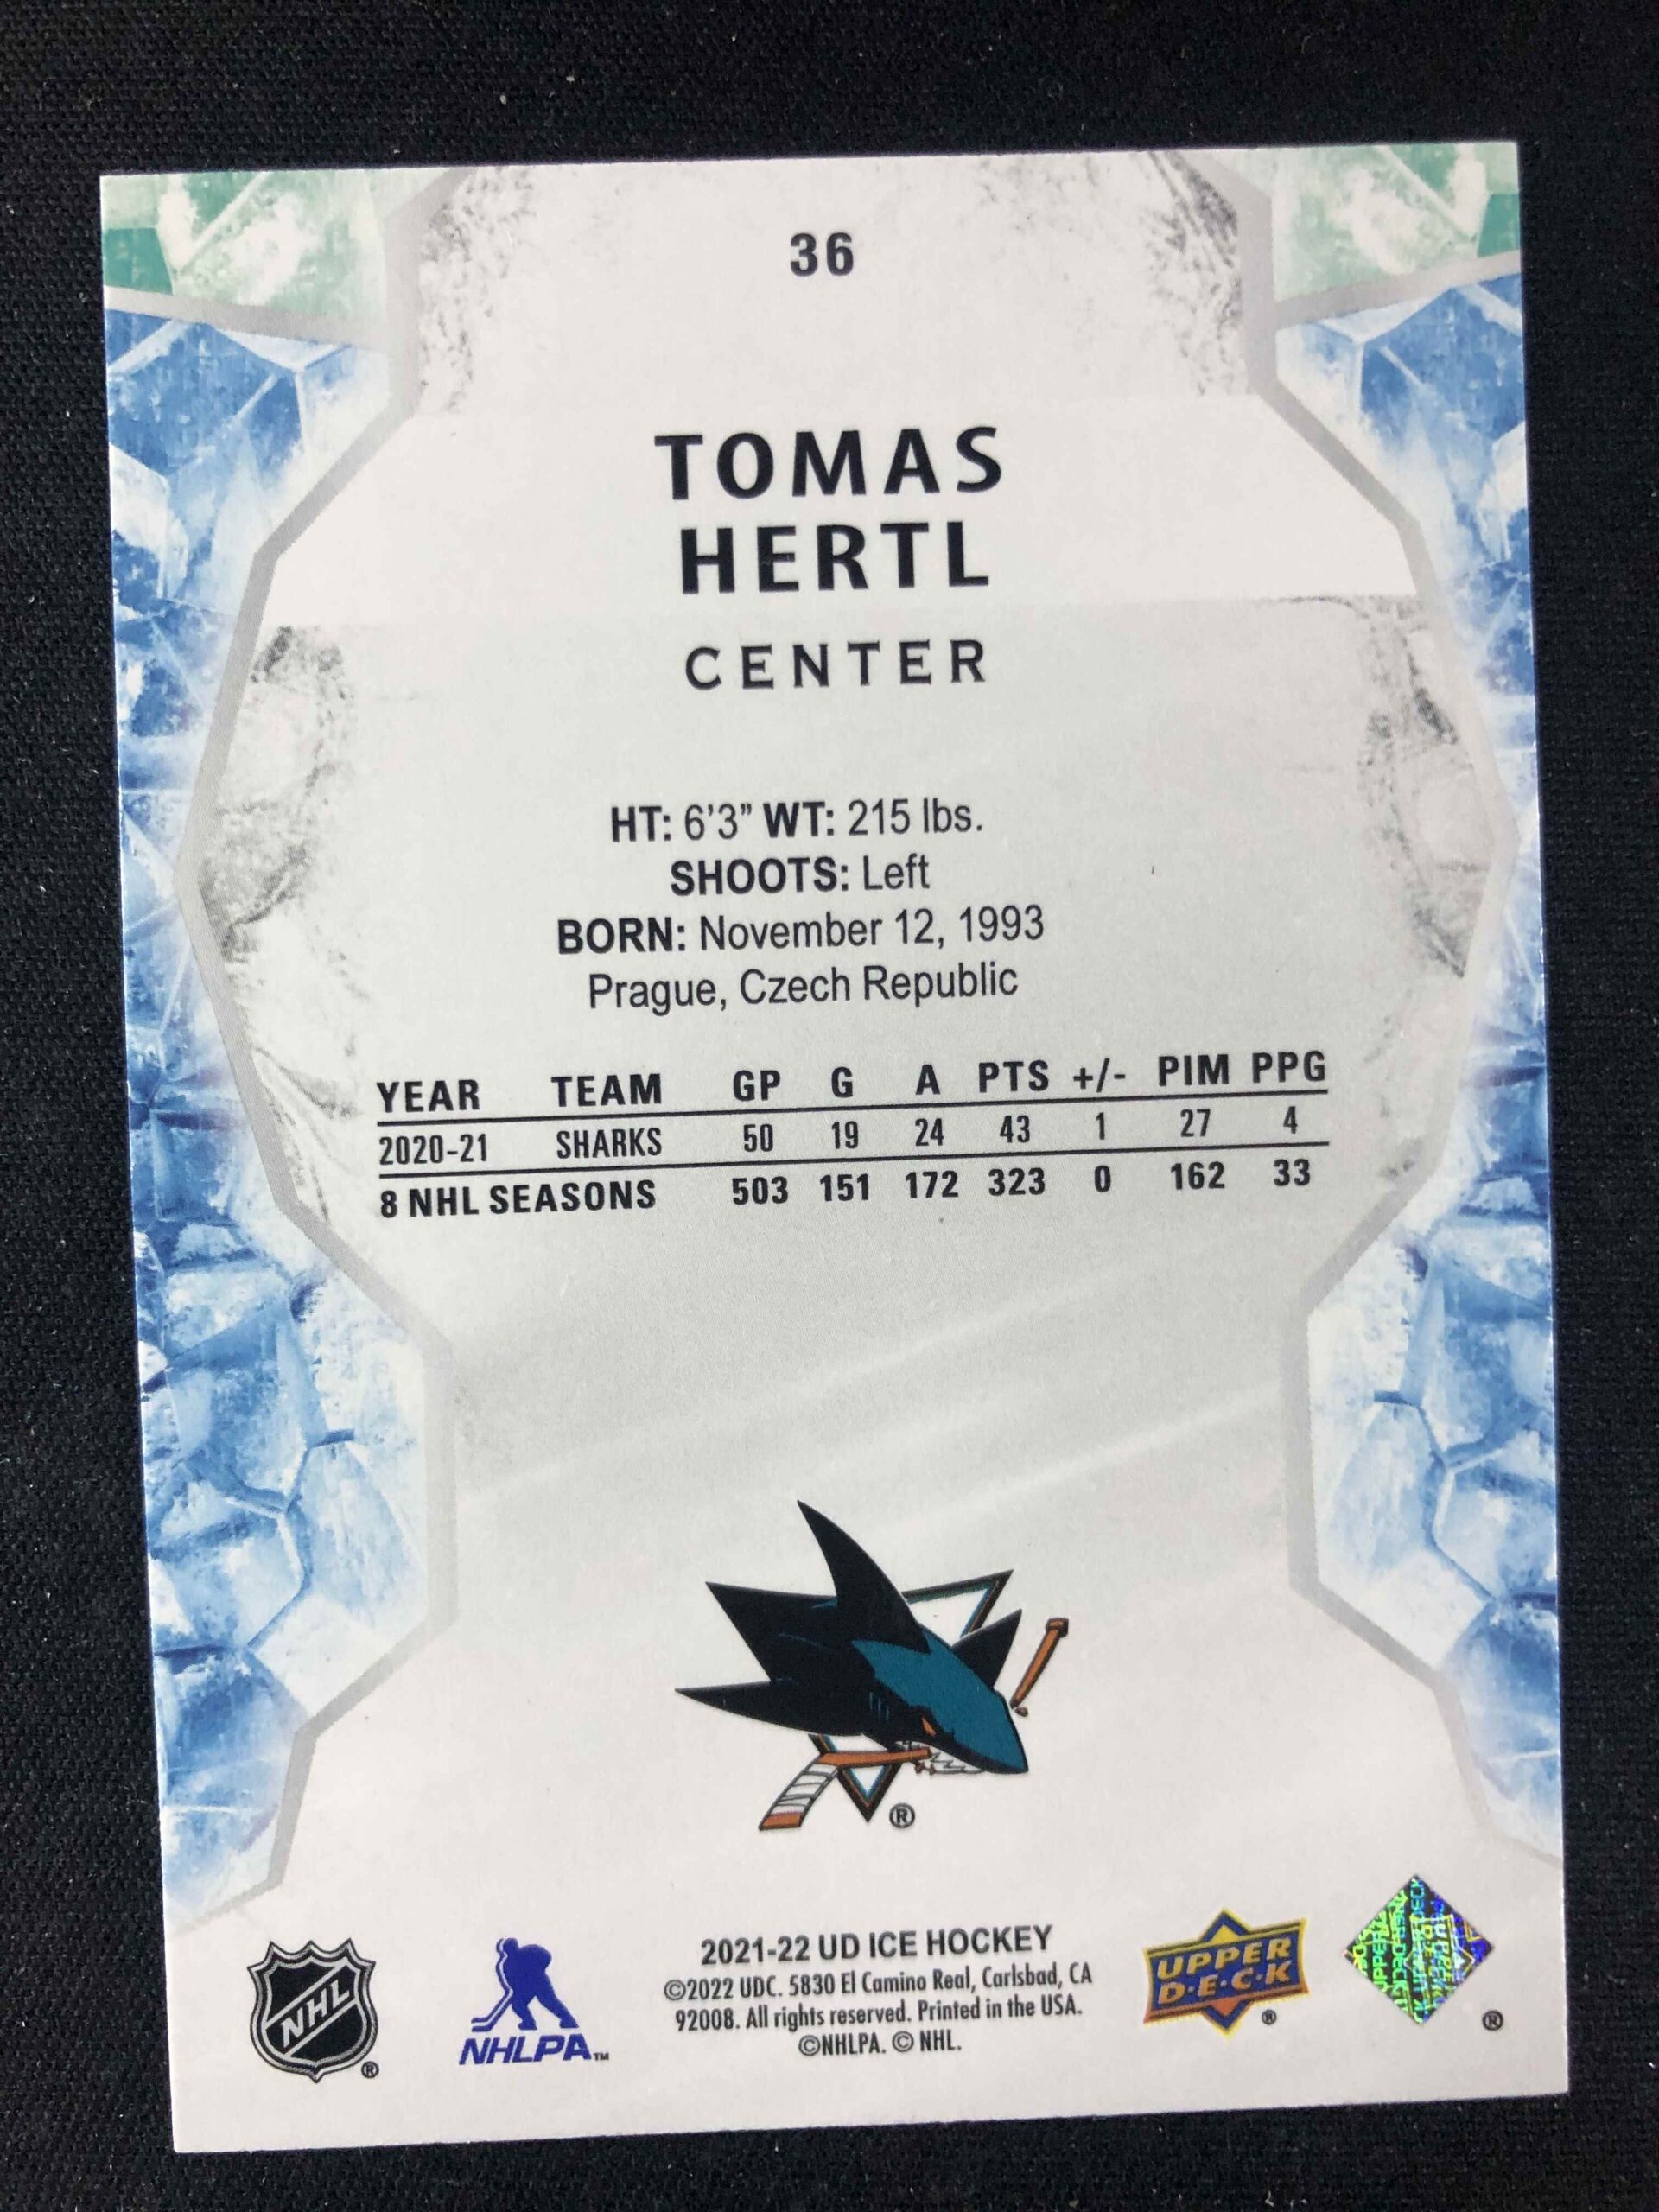 36
TOMAS
HERTL
CENTER
HT: 6'3" WT: 215 lbs.
SHOOTS: Left
BORN: November 12, 1993
Prague, Czech Republic
YEAR TEAM GP G A PTS +/- PIM PPG
2020-21 SHARKS 50 19 24 43 1 27 4
8 NHL SEASONS 503 151 172 323 0 162 33
®
NHL ®
NHLPA™
2021-22 UD ICE HOCKEY
©2022 UDC. 5830 El Camino Real, Carlsbad, CA
92008. All rights reserved. Printed in the USA.
©NHLPA. © NHL.
UPPER
D·E·C·K ®
®